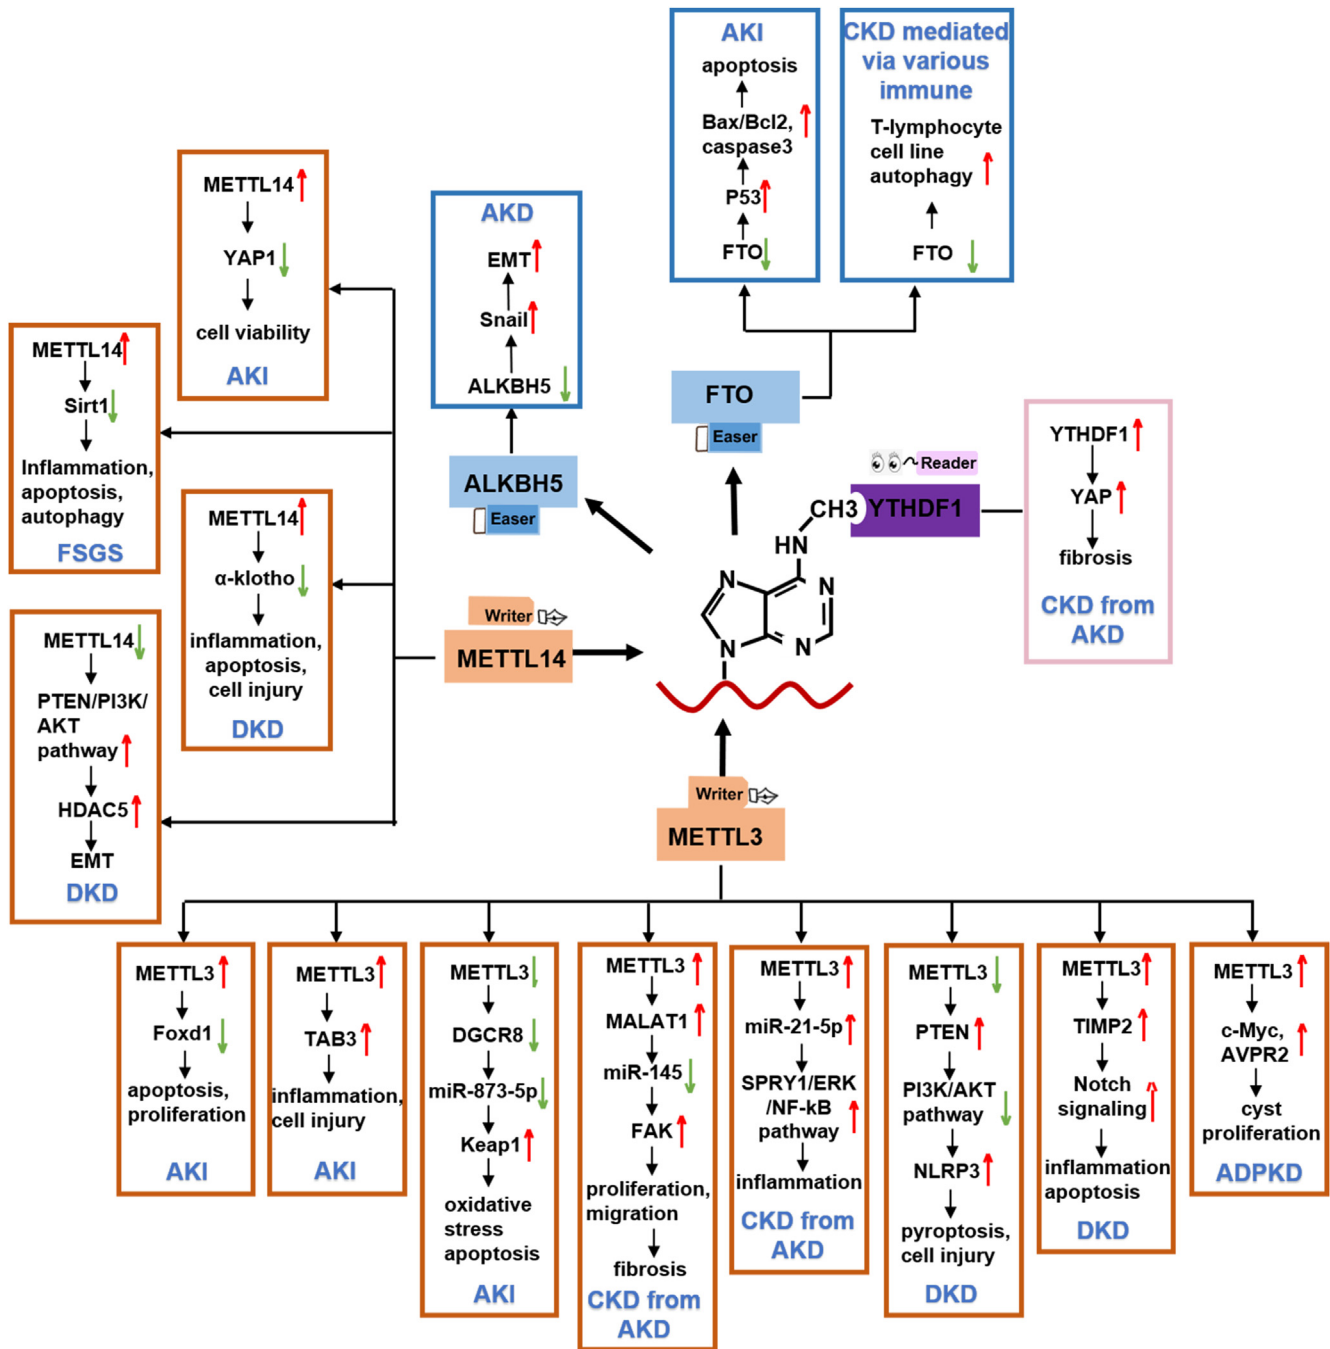 AKI
apoptosis
Bax/Bcl2,
caspase3
P53
FTO
CKD mediated
via various
immune
T-lymphocyte
cell line
autophagy
FTO
METTL14
YAP1
cell viability
AKI
AKD
EMT
Snail
ALKBH5
METTL14
Sirt1
Inflammation,
apoptosis,
autophagy
FSGS
FTO
Easer
ALKBH5
Easer
Reader
YTHDF1
YTHDF1
YAP
fibrosis
CKD from
AKD
METTL14
α-klotho
inflammation,
apoptosis,
cell injury
DKD
CH3
HN
N
N
N
N
Writer
METTL14
METTL14
PTEN/PI3K/
AKT
pathway
HDAC5
EMT
DKD
Writer
METTL3
METTL3
Foxd1
apoptosis,
proliferation
AKI
METTL3
TAB3
inflammation,
cell injury
AKI
METTL3
DGCR8
miR-873-5p
Keap1
oxidative
stress
apoptosis
AKI
METTL3
MALAT1
miR-145
FAK
proliferation,
migration
fibrosis
CKD from
AKD
METTL3
miR-21-5p
SPRY1/ERK
/NF-kB
pathway
inflammation
CKD from
AKD
METTL3
PTEN
PI3K/AKT
pathway
NLRP3
pyroptosis,
cell injury
DKD
METTL3
TIMP2
Notch
signaling
inflammation
apoptosis
DKD
METTL3
c-Myc,
AVPR2
cyst
proliferation
ADPKD